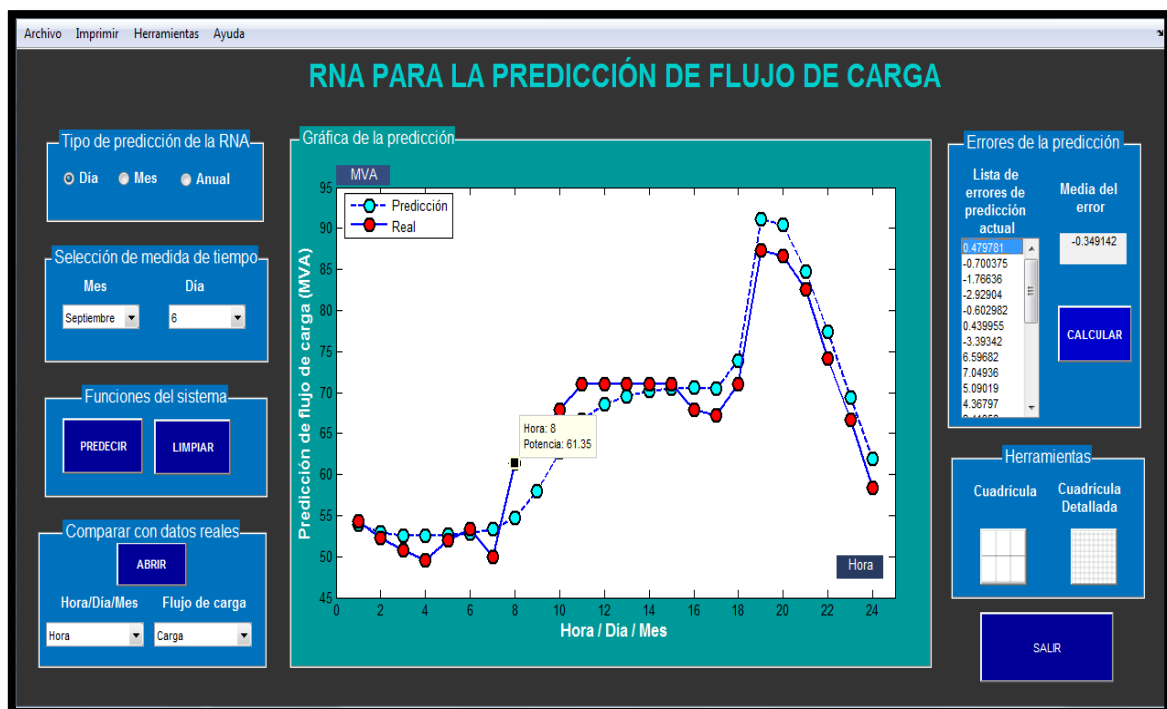 Archivo Imprimir Herramientas Ayuda
RNA PARA LA PREDICCIÓN DE FLUJO DE CARGA
Tipo de predicción de la RNA
Día Mes Anual
Selección de medida de tiempo
Mes Día
Septiembre 6
Funciones del sistema
PREDECIR LIMPIAR
Comparar con datos reales
ABRIR
Hora/Día/Mes Flujo de carga
Hora Carga
Gráfica de la predicción
MVA
Predicción
Real
Predicción de flujo de carga (MVA)
95
90
85
80
75
70
65
60
55
50
45
Hora: 8
Potencia: 61.35
Hora
0 2 4 6 8 10 12 14 16 18 20 22 24
Hora / Día / Mes
Errores de la predicción
Lista de
errores de
predicción
actual
Media del
error
0.479781
-0.700375
-1.76636
-2.92904
-0.602982
0.439955
-3.39342
6.59682
7.04936
5.09019
4.36797
-0.349142
CALCULAR
Herramientas
Cuadrícula
Cuadrícula
Detallada
SALIR